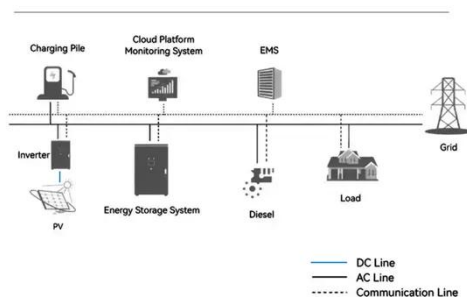 Charging Pile
Cloud Platform
Monitoring System
EMS
Grid
Inverter
PV
Energy Storage System
Diesel
Load
DC Line
AC Line
Communication Line